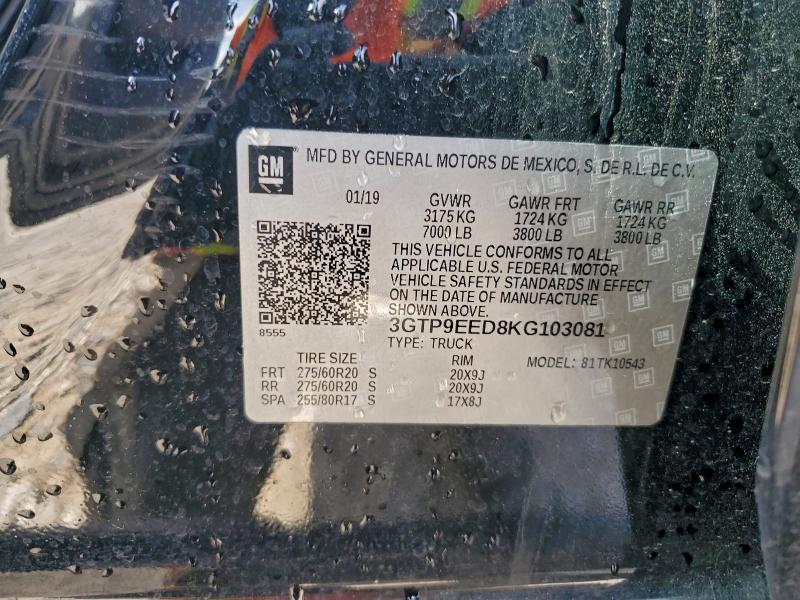 GM MFD BY GENERAL MOTORS DE MEXICO, S. DE R.L. DE C.V.
01/19 GVWR GAWR FRT GAWR RR
3175 KG 1724 KG 1724 KG
7000 LB 3800 LB 3800 LB
THIS VEHICLE CONFORMS TO ALL
APPLICABLE U.S. FEDERAL MOTOR
VEHICLE SAFETY STANDARDS IN EFFECT
ON THE DATE OF MANUFACTURE
SHOWN ABOVE.
8555 3GTP9EED8KG103081
TYPE: TRUCK
TIRE SIZE RIM MODEL: 81TK10543
FRT 275/60R20 S 20X9J
RR 275/60R20 S 20X9J
SPA 255/80R17 S 17X8J